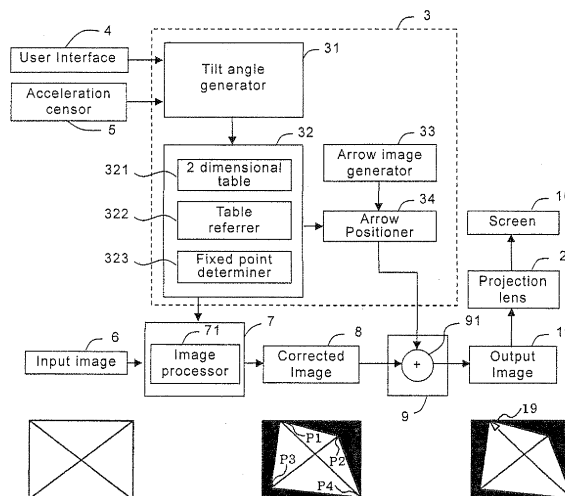 3
4
User Interface
Acceleration censor
5
31
Tilt angle generator
32
321
2 dimensional table
322
Table referrer
323
Fixed point determiner
33
Arrow image generator
34
Arrow Positioner
10
Screen
2
Projection lens
6
Input image
7
71
Image processor
8
Corrected Image
91
+
9
1
Output Image
P1
P2
P3
P4
19